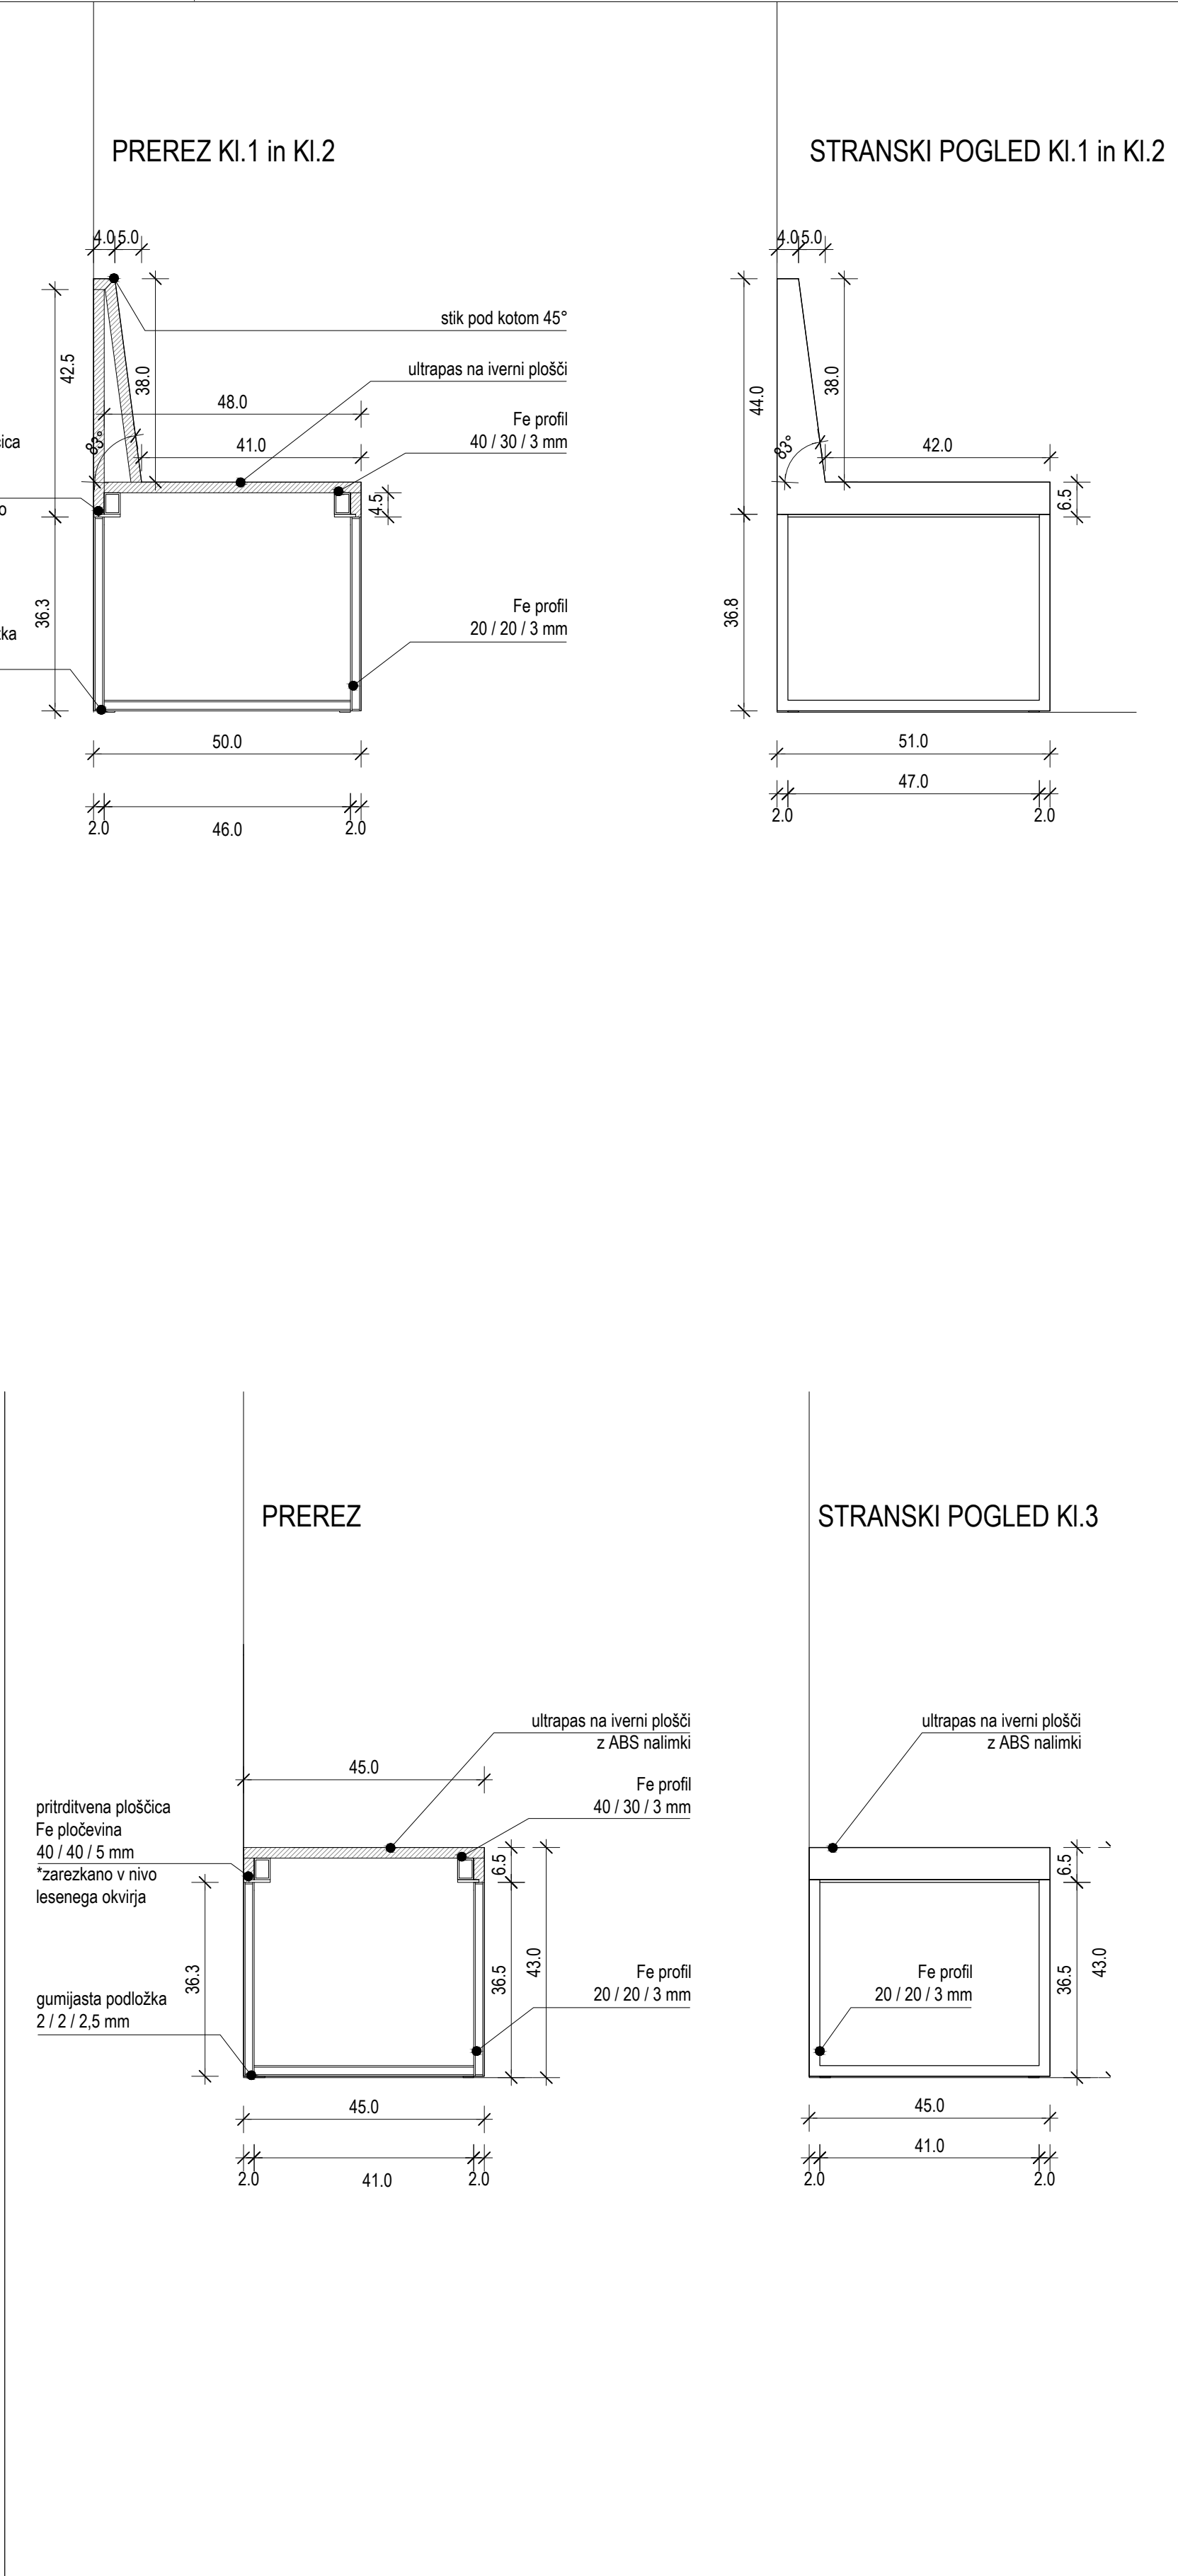 PREREZ Kl.1 in Kl.2
STRANSKI POGLED Kl.1 in Kl.2
4.0 5.0
4.0 5.0
stik pod kotom 45°
ultrapas na iverni plošči
42.5
38.0
48.0
Fe profil
40 / 30 / 3 mm
41.0
83°
4.5
44.0
38.0
83°
42.0
6.5
36.3
Fe profil
20 / 20 / 3 mm
36.8
50.0
51.0
47.0
2.0
46.0
2.0
2.0
2.0
PREREZ
STRANSKI POGLED Kl.3
ultrapas na iverni plošči
z ABS nalimki
ultrapas na iverni plošči
z ABS nalimki
45.0
Fe profil
40 / 30 / 3 mm
pritrditvena ploščica
Fe pločevina
40 / 40 / 5 mm
*zarezkano v nivo
lesenega okvirja
6.5
6.5
36.3
36.5
43.0
36.5
43.0
gumijasta podložka
2 / 2 / 2,5 mm
Fe profil
20 / 20 / 3 mm
Fe profil
20 / 20 / 3 mm
45.0
45.0
2.0
41.0
2.0
2.0
41.0
2.0